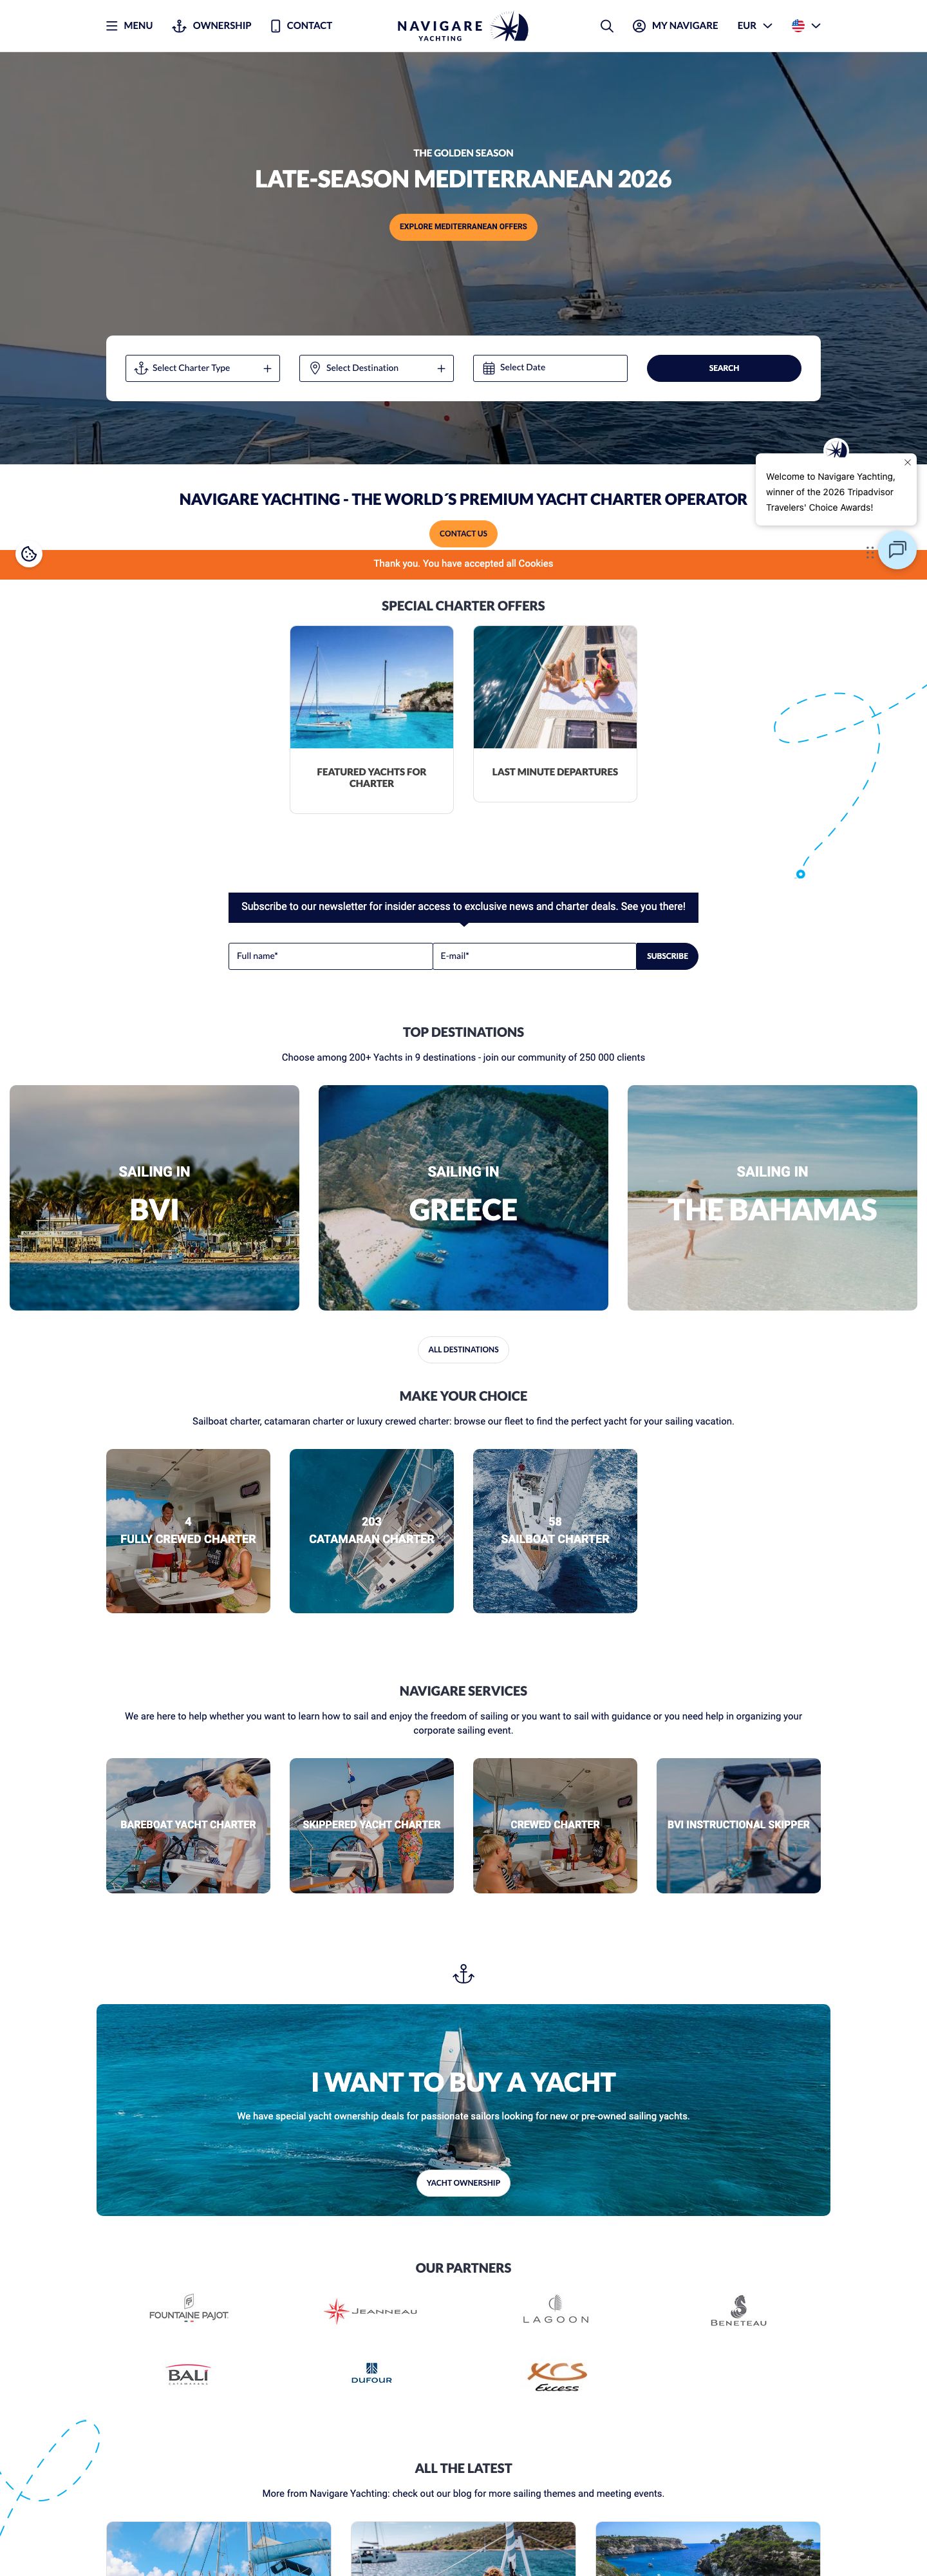 MENU
OWNERSHIP
CONTACT
NAVIGARE
YACHTING
MY NAVIGARE
EUR
THE GOLDEN SEASON
LATE-SEASON MEDITERRANEAN 2026
EXPLORE MEDITERRANEAN OFFERS
Select Charter Type
Select Destination
Select Date
SEARCH
NAVIGARE YACHTING - THE WORLD´S PREMIUM YACHT CHARTER OPERATOR
CONTACT US
Welcome to Navigare Yachting,
winner of the 2026 Tripadvisor
Travelers' Choice Awards!
Thank you. You have accepted all Cookies
SPECIAL CHARTER OFFERS
FEATURED YACHTS FOR
CHARTER
LAST MINUTE DEPARTURES
Subscribe to our newsletter for insider access to exclusive news and charter deals. See you there!
Full name*
E-mail*
SUBSCRIBE
TOP DESTINATIONS
Choose among 200+ Yachts in 9 destinations - join our community of 250 000 clients
SAILING IN
BVI
SAILING IN
GREECE
SAILING IN
THE BAHAMAS
ALL DESTINATIONS
MAKE YOUR CHOICE
Sailboat charter, catamaran charter or luxury crewed charter: browse our fleet to find the perfect yacht for your sailing vacation.
4
FULLY CREWED CHARTER
203
CATAMARAN CHARTER
58
SAILBOAT CHARTER
NAVIGARE SERVICES
We are here to help whether you want to learn how to sail and enjoy the freedom of sailing or you want to sail with guidance or you need help in organizing your
corporate sailing event.
BAREBOAT YACHT CHARTER
SKIPPERED YACHT CHARTER
CREWED CHARTER
BVI INSTRUCTIONAL SKIPPER
I WANT TO BUY A YACHT
We have special yacht ownership deals for passionate sailors looking for new or pre-owned sailing yachts.
YACHT OWNERSHIP
OUR PARTNERS
FOUNTAINE PAJOT
JEANNEAU
LAGOON
BENETEAU
BALI
CATAMARANS
DUFOUR
XCS
Excess
ALL THE LATEST
More from Navigare Yachting: check out our blog for more sailing themes and meeting events.